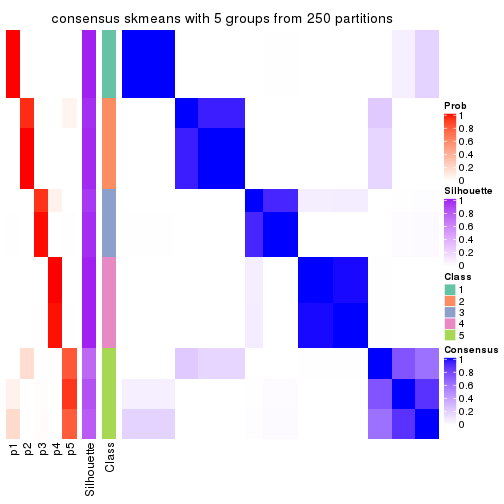 consensus skmeans with 5 groups from 250 partitions
Prob
1
0.8
0.6
0.4
0.2
0
Silhouette
1
0.8
0.6
0.4
0.2
0
Class
1
2
3
4
5
Consensus
1
0.8
0.6
0.4
0.2
0
p1
p2
p3
p4
p5
Silhouette
Class